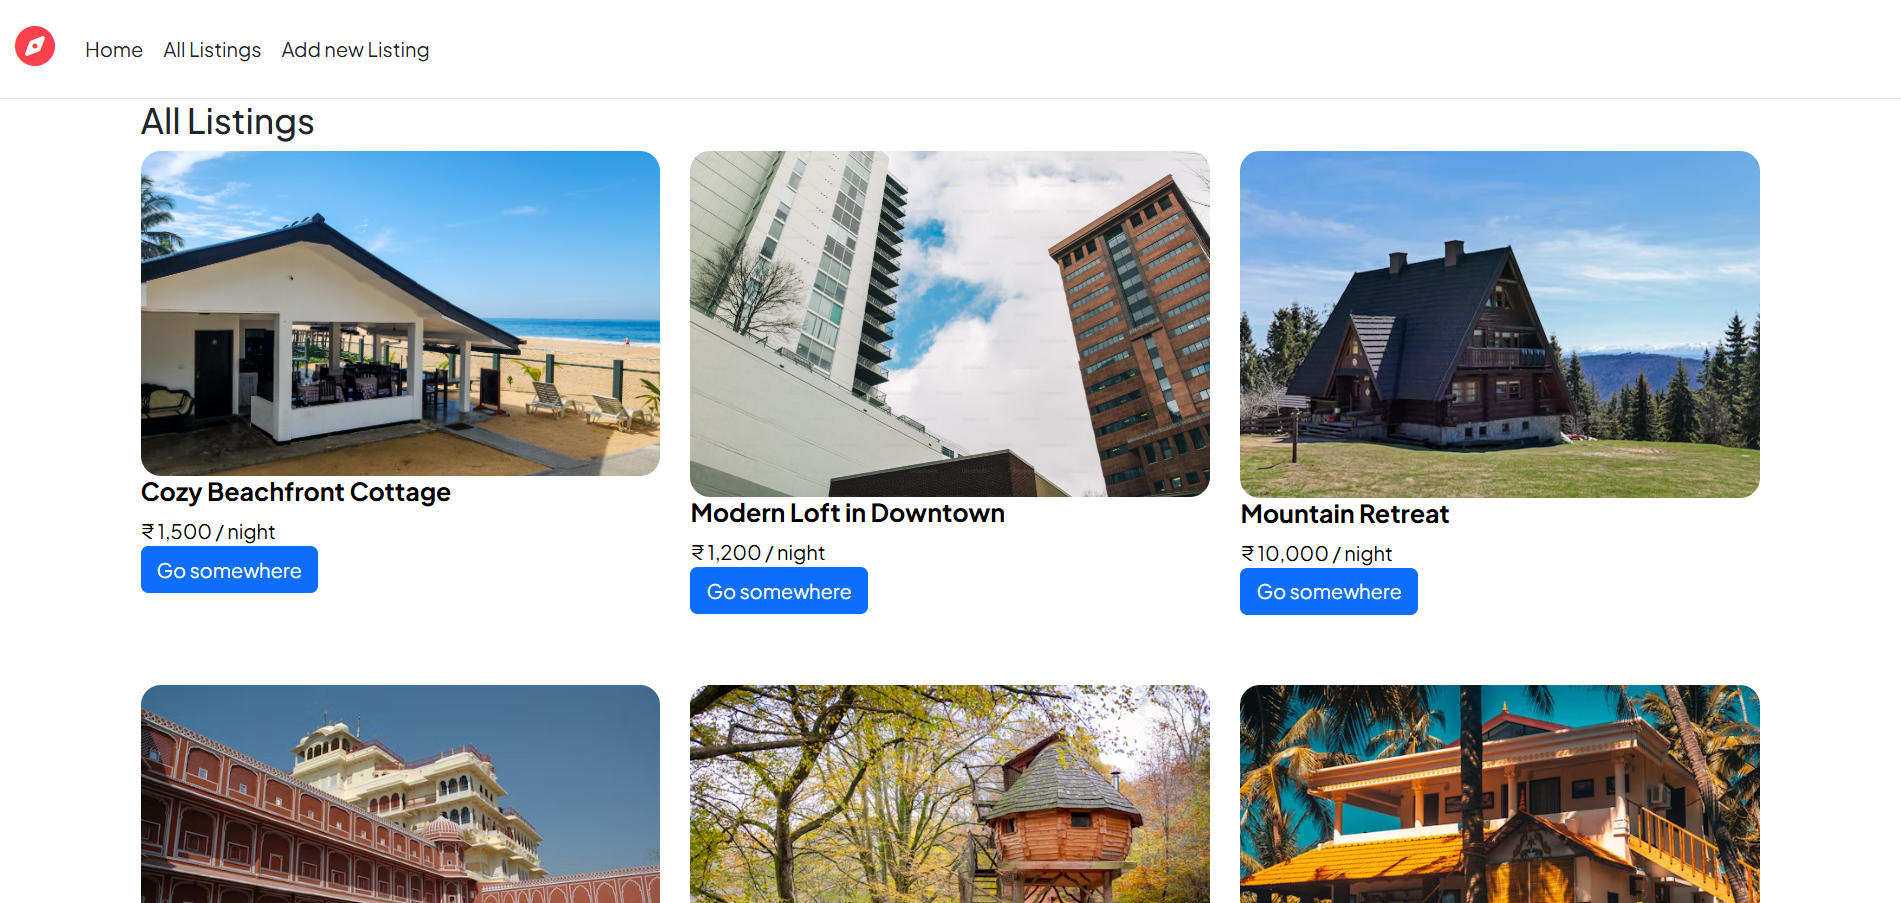 Home All Listings Add new Listing
All Listings
Cozy Beachfront Cottage
₹ 1,500 / night
Go somewhere
Modern Loft in Downtown
₹ 1,200 / night
Go somewhere
Mountain Retreat
₹ 10,000 / night
Go somewhere